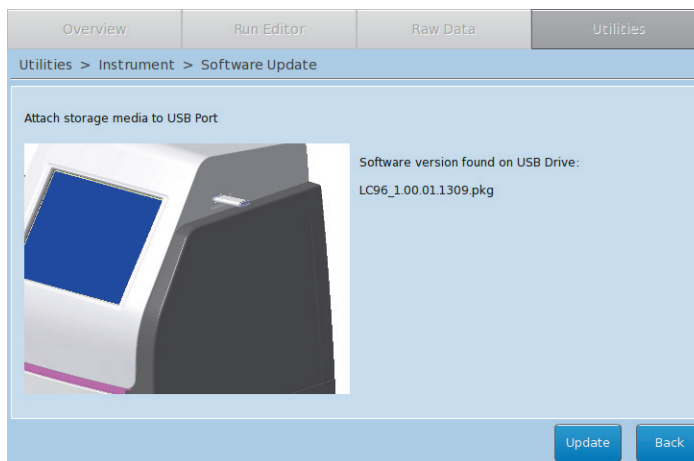 Overview Run Editor Raw Data Utilities
Utilities > Instrument > Software Update
Attach storage media to USB Port
Software version found on USB Drive:
LC96_1.00.01.1309.pkg
Update Back